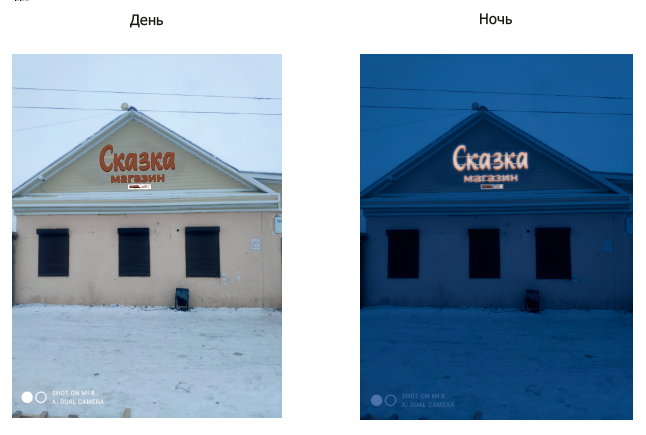 День
Ночь
Сказка
магазин
SHOT ON MI 8
AI DUAL CAMERA
Сказка
магазин
SHOT ON MI 8
AI DUAL CAMERA